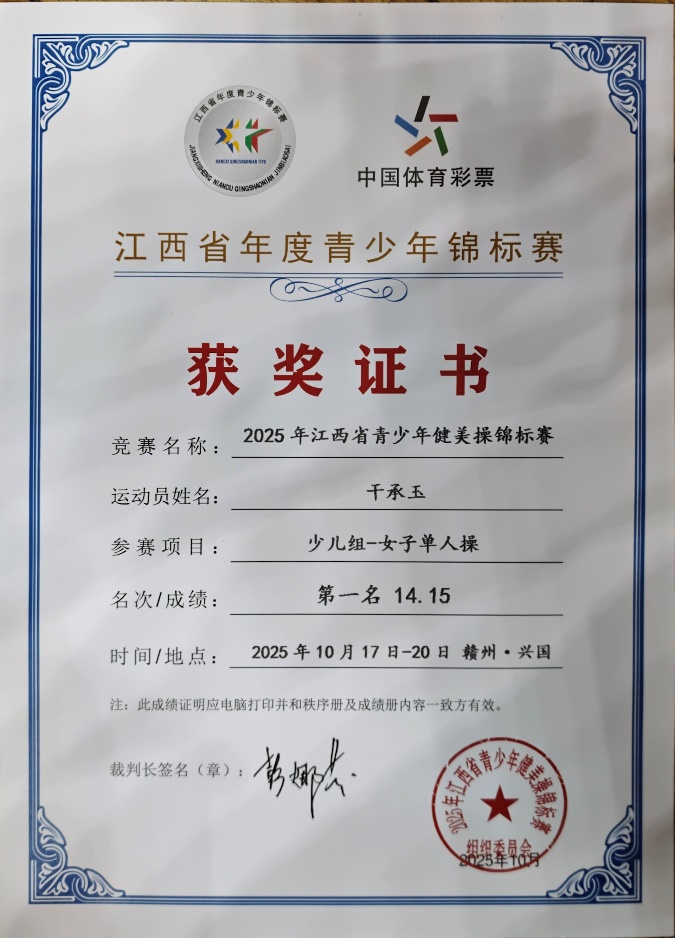 江西省年度青少年锦标赛
JIANGXISHENG NIANDU QINGSHAONIAN JINBIAOSAI
中国体育彩票
江西省年度青少年锦标赛
获奖证书
竞赛名称： 2025年江西省青少年健美操锦标赛
运动员姓名： 干承玉
参赛项目： 少儿组-女子单人操
名次/成绩： 第一名 14.15
时间/地点： 2025年10月17日-20日 赣州·兴国
注：此成绩证明应电脑打印并和秩序册及成绩册内容一致方有效。
裁判长签名（章）：
2025年江西省青少年健美操锦标赛
组织委员会
2025年10月